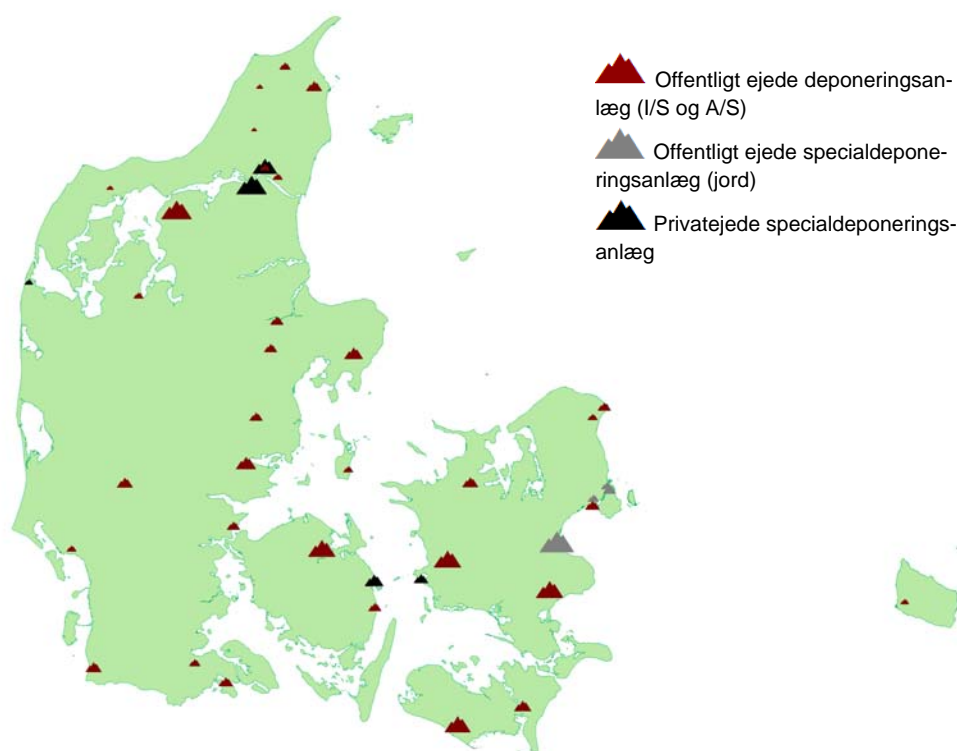 Offentligt ejede deponeringsan-
læg (I/S og A/S)
Offentligt ejede specialdepone-
ringsanlæg (jord)
Privatejede specialdeponerings-
anlæg